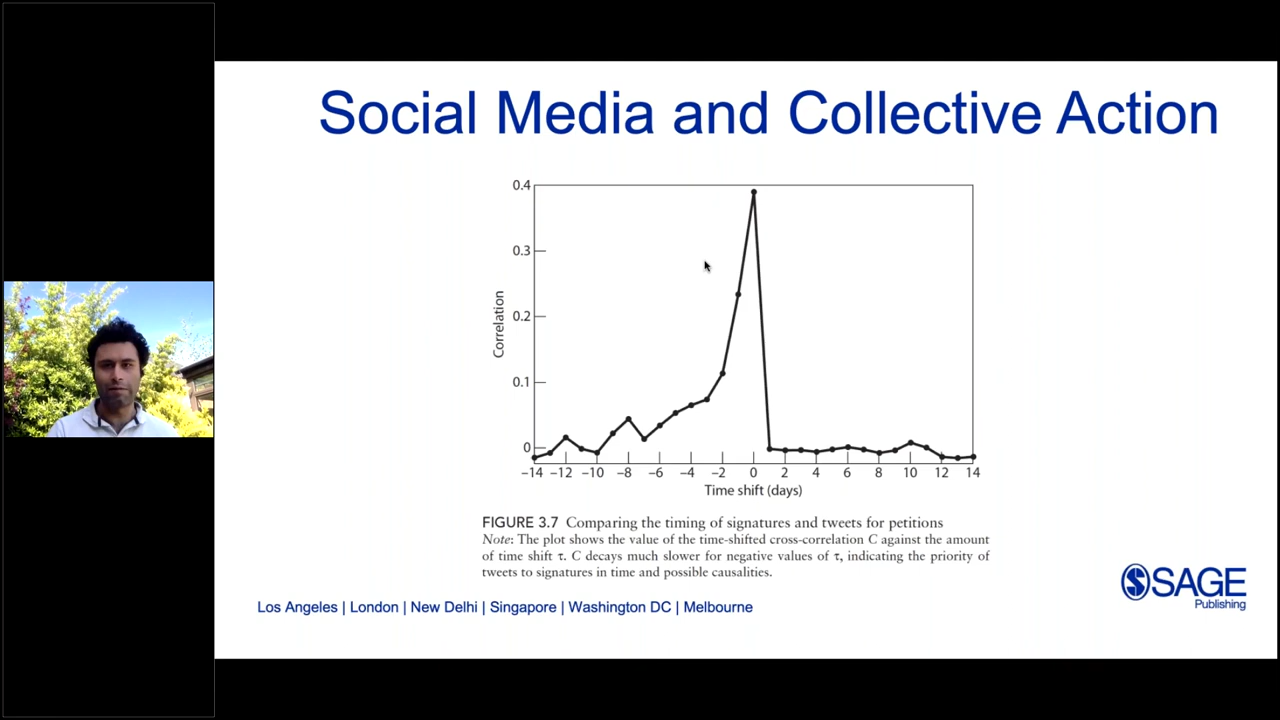 Social Media and Collective Action
0.4
0.3
0.2
0.1
0
Correlation
−14 −12 −10 −8 −6 −4 −2 0 2 4 6 8 10 12 14
Time shift (days)
FIGURE 3.7 Comparing the timing of signatures and tweets for petitions
Note: The plot shows the value of the time-shifted cross-correlation C against the amount
of time shift τ. C decays much slower for negative values of τ, indicating the priority of
tweets to signatures in time and possible causalities.
Los Angeles | London | New Delhi | Singapore | Washington DC | Melbourne
SAGE
Publishing